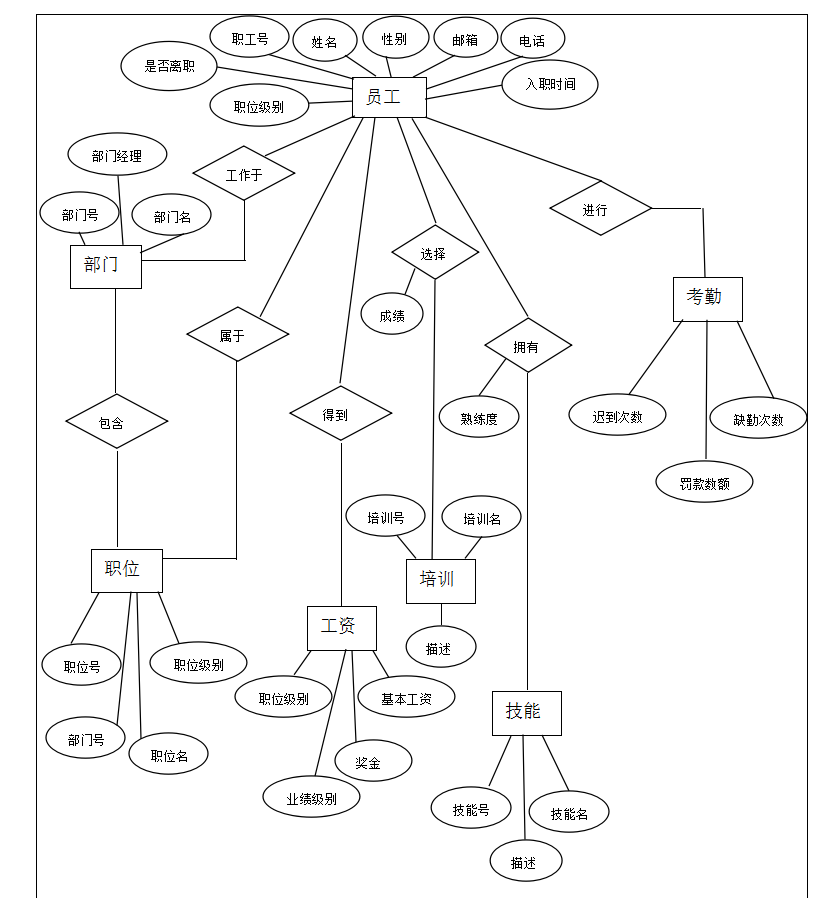 职工号
姓名
性别
邮箱
电话
是否离职
入职时间
职位级别
员工
部门经理
工作于
部门号
部门名
进行
部门
选择
考勤
成绩
属于
拥有
得到
熟练度
迟到次数
缺勤次数
包含
罚款数额
培训号
培训名
职位
培训
工资
描述
职位号
职位级别
职位级别
基本工资
技能
部门号
职位名
奖金
业绩级别
技能号
技能名
描述